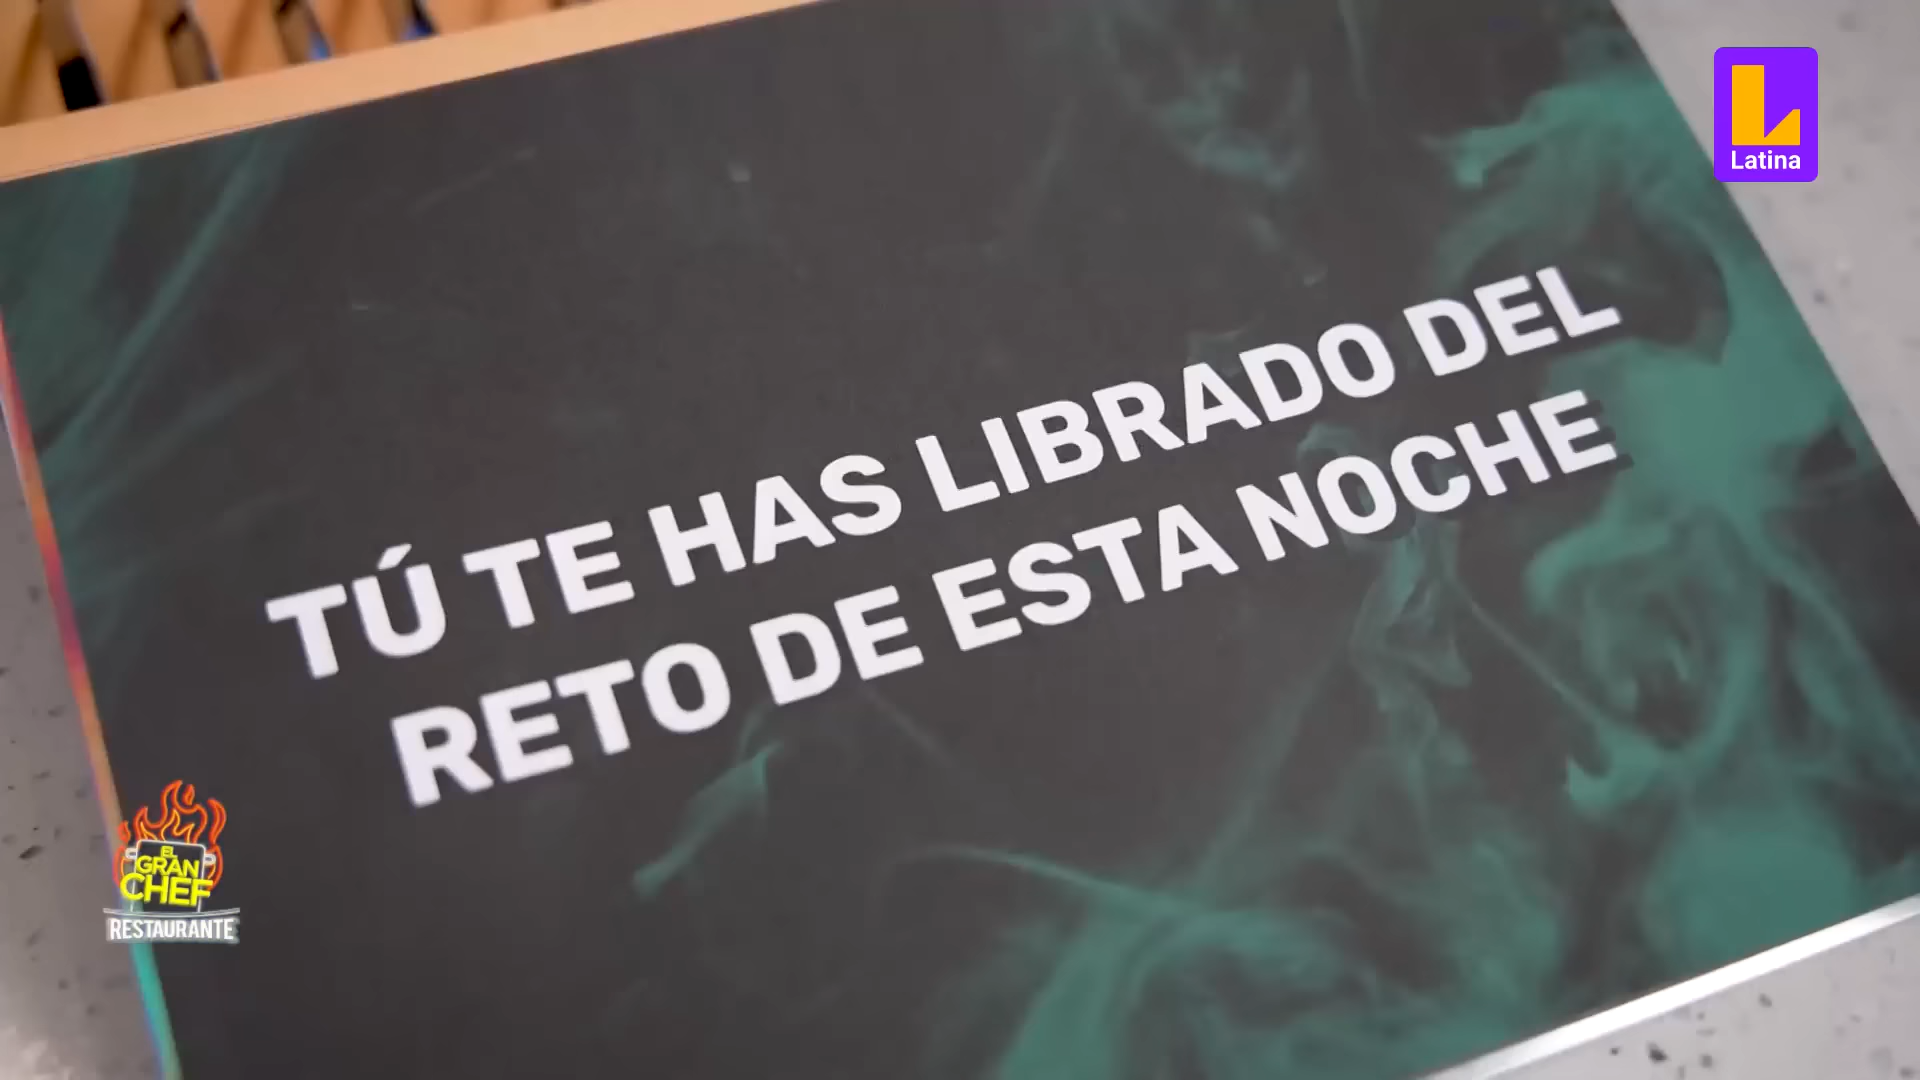 Latina
TÚ TE HAS LIBRADO DEL
RETO DE ESTA NOCHE
EL
GRAN
CHEF
RESTAURANTE